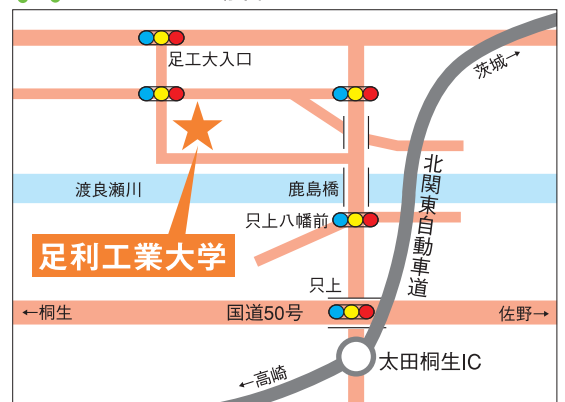 足工大入口
茨城→
北関東自動車道
渡良瀬川
鹿島橋
只上八幡前
足利工業大学
只上
←桐生
国道50号
佐野→
太田桐生IC
←高崎